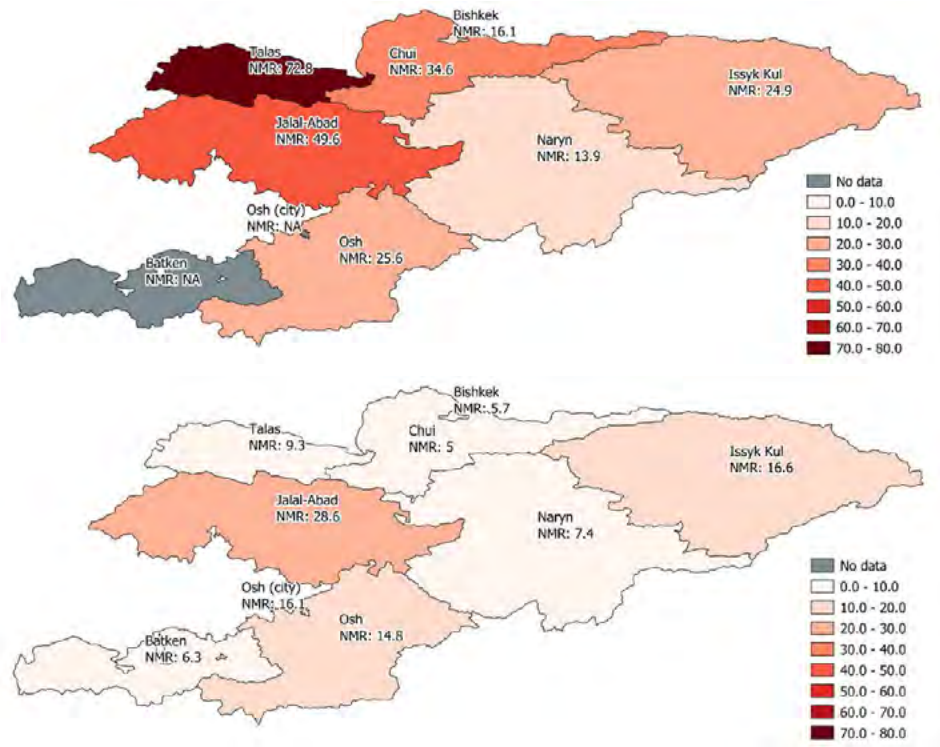 Bishkek
NMR: 16.1
Talas
NMR: 72.8
Chui
NMR: 34.6
Issyk Kul
NMR: 24.9
Jalal-Abad
NMR: 49.6
Naryn
NMR: 13.9
Osh (city)
NMR: NA
Osh
NMR: 25.6
Batken
NMR: NA
No data
0.0 - 10.0
10.0 - 20.0
20.0 - 30.0
30.0 - 40.0
40.0 - 50.0
50.0 - 60.0
60.0 - 70.0
70.0 - 80.0
Bishkek
NMR: 5.7
Talas
NMR: 9.3
Chui
NMR: 5
Issyk Kul
NMR: 16.6
Jalal-Abad
NMR: 28.6
Naryn
NMR: 7.4
Osh (city)
NMR: 16.1
Osh
NMR: 14.8
Batken
NMR: 6.3
No data
0.0 - 10.0
10.0 - 20.0
20.0 - 30.0
30.0 - 40.0
40.0 - 50.0
50.0 - 60.0
60.0 - 70.0
70.0 - 80.0